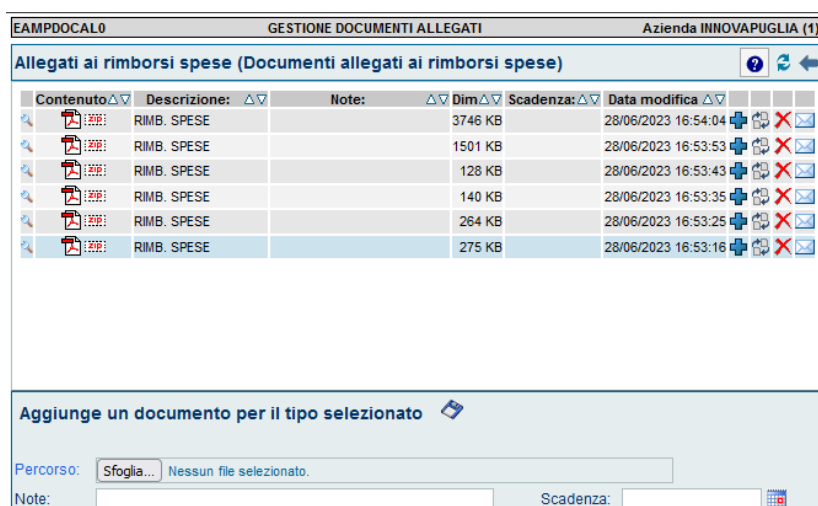 EAMPDOCAL0 GESTIONE DOCUMENTI ALLEGATI Azienda INNOVAPUGLIA (1)
Allegati ai rimborsi spese (Documenti allegati ai rimborsi spese)
Contenuto Descrizione: Note: Dim Scadenza: Data modifica
zip RIMB. SPESE 3746 KB 28/06/2023 16:54:04
zip RIMB. SPESE 1501 KB 28/06/2023 16:53:53
zip RIMB. SPESE 128 KB 28/06/2023 16:53:43
zip RIMB. SPESE 140 KB 28/06/2023 16:53:35
zip RIMB. SPESE 264 KB 28/06/2023 16:53:25
zip RIMB. SPESE 275 KB 28/06/2023 16:53:16
Aggiunge un documento per il tipo selezionato
Percorso: Sfoglia... Nessun file selezionato.
Note: Scadenza: